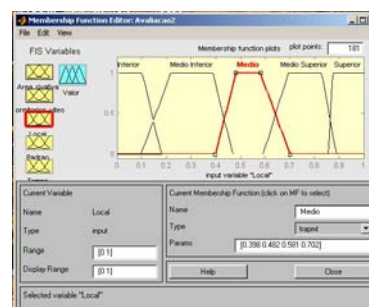 Membership Function Editor: Avaliacao2
File Edit View
FIS Variables
Membership function plots
plot points:
181
Valor
Local
Padrao
Inferior
Medio Inferior
Medio
Medio Superior
Superior
1
0.5
0
0 0.1 0.2 0.3 0.4 0.5 0.6 0.7 0.8 0.9 1
input variable "Local"
Current Variable
Name Local
Type input
Range [0 1]
Display Range [0 1]
Current Membership Function (click on MF to select)
Name Medio
Type trapmf
Params [0.398 0.482 0.581 0.702]
Help
Close
Selected variable "Local"